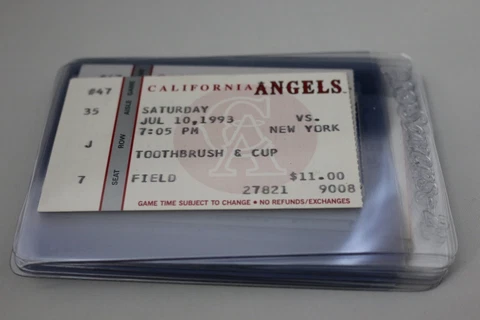 CALIFORNIA ANGELS
#47
35
J
7
GAME
AISLE
ROW
SEAT
SATURDAY
JUL 10,1993 VS.
7:05 PM NEW YORK
TOOTHBRUSH & CUP
FIELD $11.00
27821 9008
GAME TIME SUBJECT TO CHANGE • NO REFUNDS/EXCHANGES